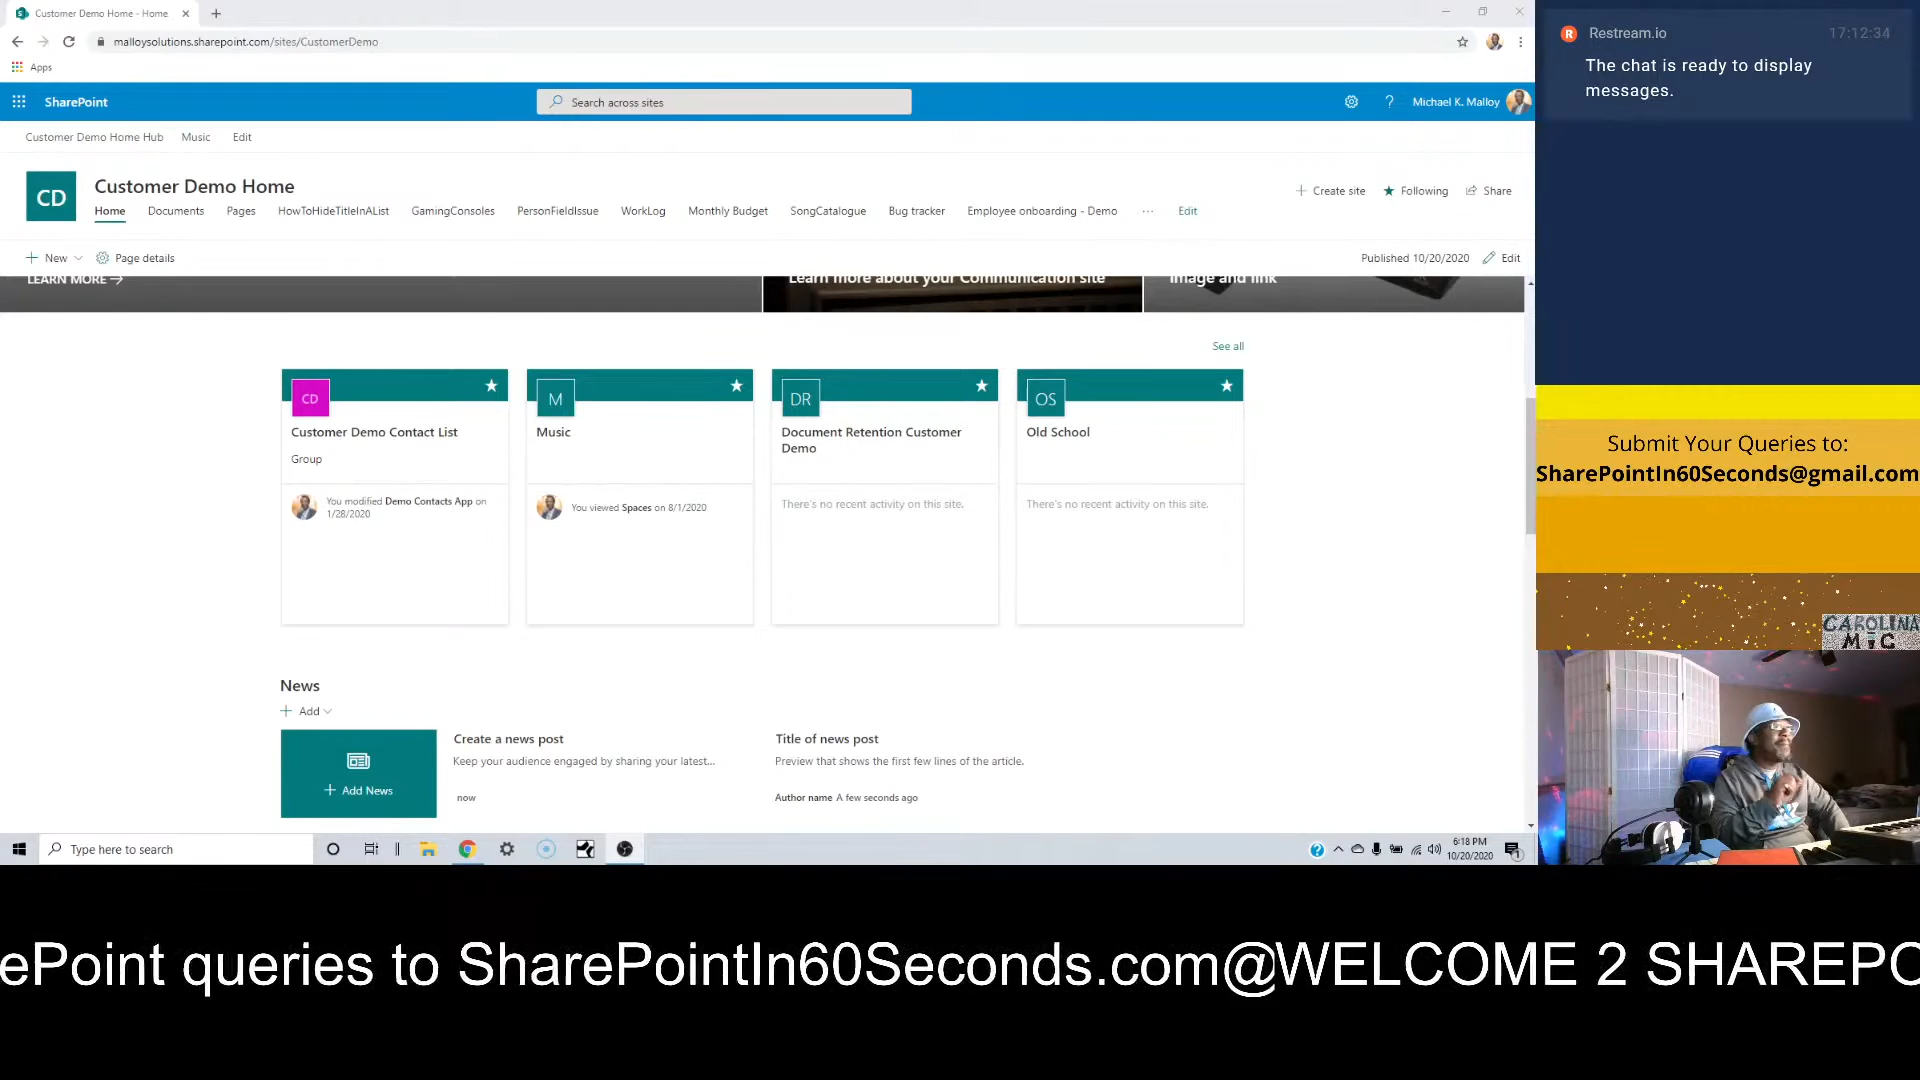 Customer Demo Home - Home
malloysolutions.sharepoint.com/sites/CustomerDemo
Apps
SharePoint
Search across sites
?
Michael K. Malloy
Customer Demo Home Hub Music Edit
CD
Customer Demo Home
Create site
Following
Share
Home Documents Pages HowToHideTitleInAList GamingConsoles PersonFieldIssue WorkLog Monthly Budget SongCatalogue Bug tracker Employee onboarding - Demo ··· Edit
New
Page details
Published 10/20/2020
Edit
LEARN MORE →
Learn more about your Communication site
Image and link
See all
CD
Customer Demo Contact List
Group
You modified Demo Contacts App on
1/28/2020
M
Music
You viewed Spaces on 8/1/2020
DR
Document Retention Customer
Demo
There's no recent activity on this site.
OS
Old School
There's no recent activity on this site.
News
+ Add
+ Add News
Create a news post
Keep your audience engaged by sharing your latest...
now
Title of news post
Preview that shows the first few lines of the article.
Author name A few seconds ago
Type here to search
6:18 PM
10/20/2020
1
R
Restream.io
17:12:34
The chat is ready to display
messages.
Submit Your Queries to:
SharePointIn60Seconds@gmail.com
CAROLINA
MIC
ePoint queries to SharePointIn60Seconds.com@WELCOME 2 SHAREPO